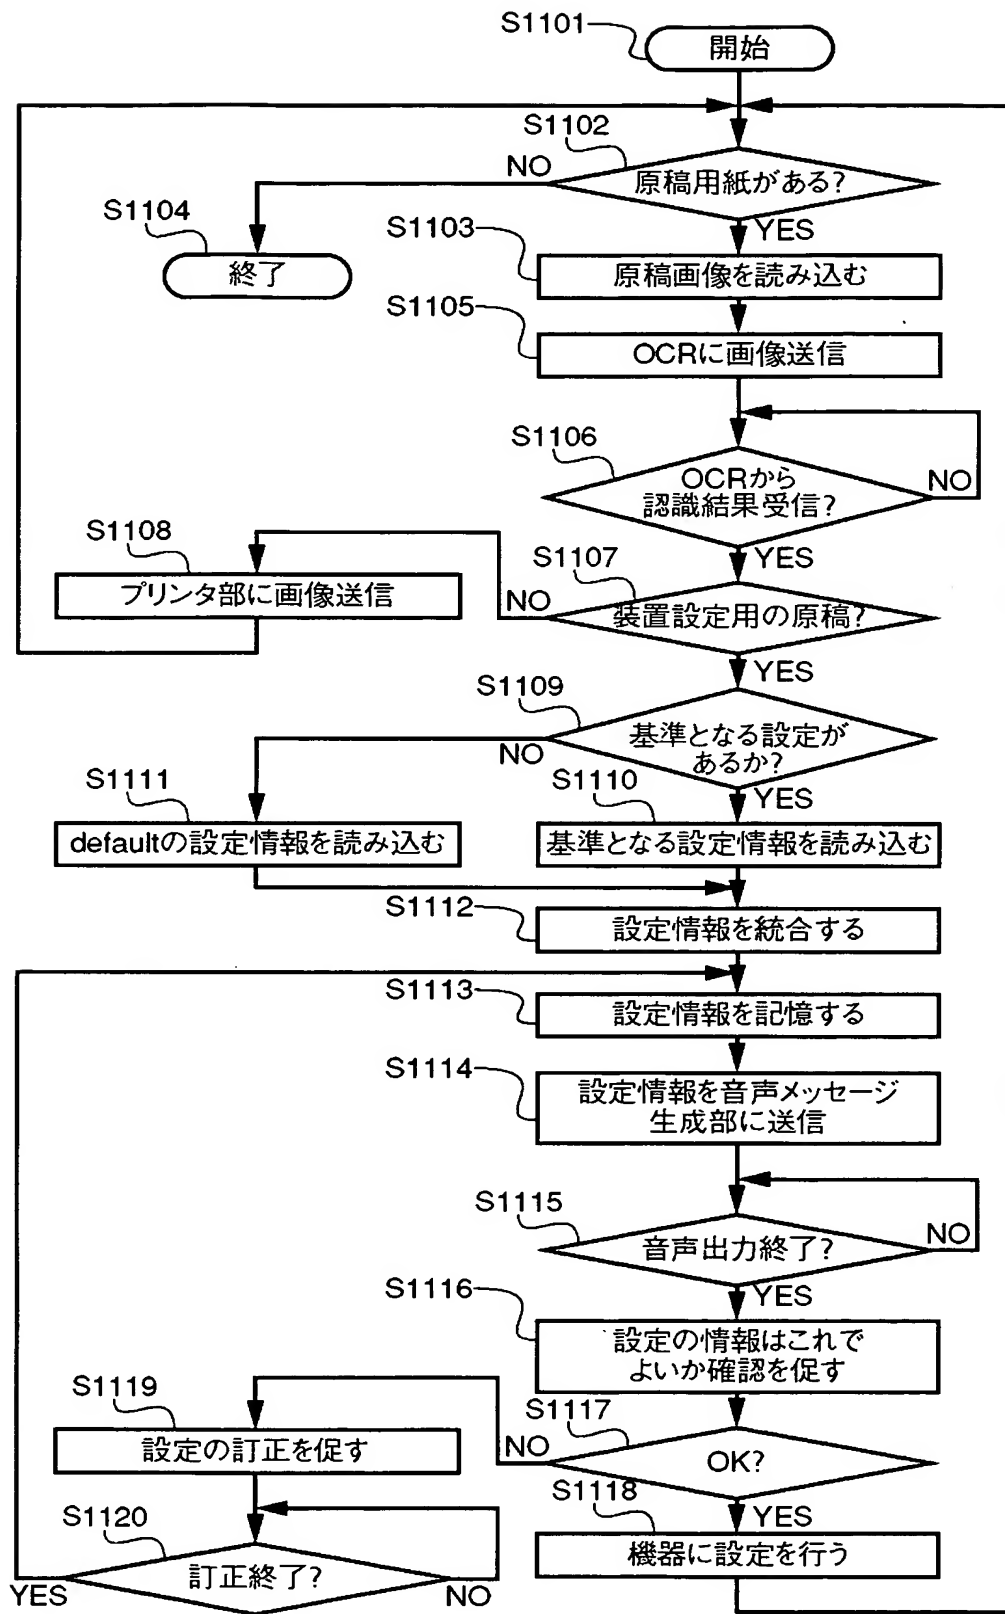 S1101
開始
S1102
NO
原稿用紙がある?
S1104
YES
S1103
終了
原稿画像を読み込む
S1105
OCRに画像送信
S1106
OCRから
認識結果受信?
NO
YES
S1108
S1107
プリンタ部に画像送信
NO
装置設定用の原稿?
YES
S1109
基準となる設定が
あるか?
NO
YES
S1111
S1110
defaultの設定情報を読み込む
基準となる設定情報を読み込む
S1112
設定情報を統合する
S1113
設定情報を記憶する
S1114
設定情報を音声メッセージ
生成部に送信
S1115
音声出力終了?
NO
YES
S1116
設定の情報はこれで
よいか確認を促す
S1119
S1117
設定の訂正を促す
NO
OK?
S1118
YES
S1120
機器に設定を行う
訂正終了?
YES
NO